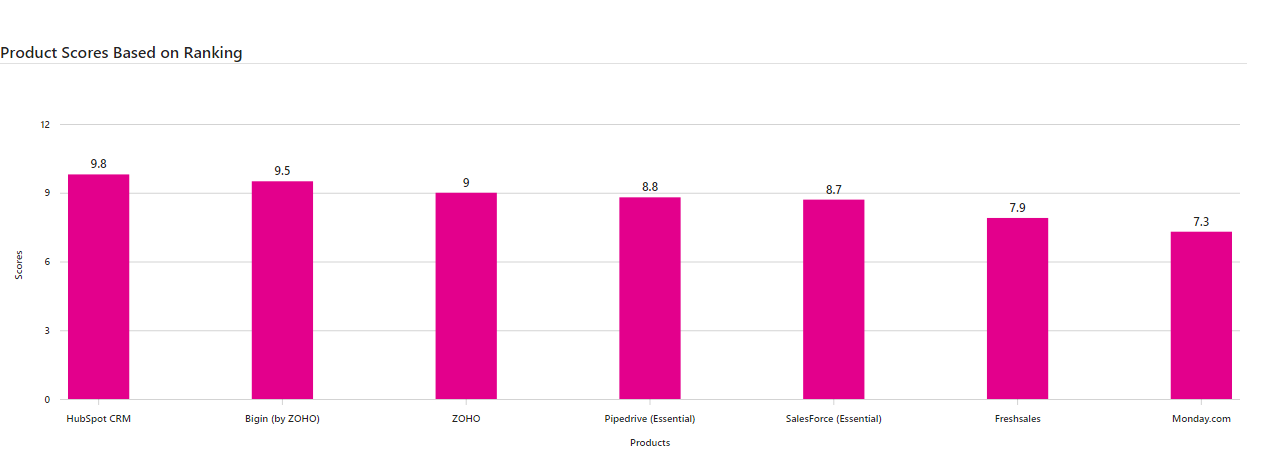 Product Scores Based on Ranking
12
9
6
3
0
Scores
9.8
9.5
9
8.8
8.7
7.9
7.3
HubSpot CRM
Bigin (by ZOHO)
ZOHO
Pipedrive (Essential)
SalesForce (Essential)
Freshsales
Monday.com
Products